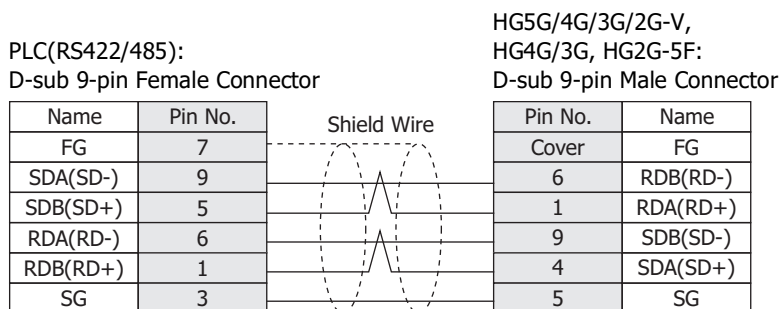 HG5G/4G/3G/2G-V,
PLC(RS422/485): HG4G/3G, HG2G-5F:
D-sub 9-pin Female Connector D-sub 9-pin Male Connector
Name Pin No. Shield Wire Pin No. Name
FG 7 Cover FG
SDA(SD-) 9 6 RDB(RD-)
SDB(SD+) 5 1 RDA(RD+)
RDA(RD-) 6 9 SDB(SD-)
RDB(RD+) 1 4 SDA(SD+)
SG 3 5 SG